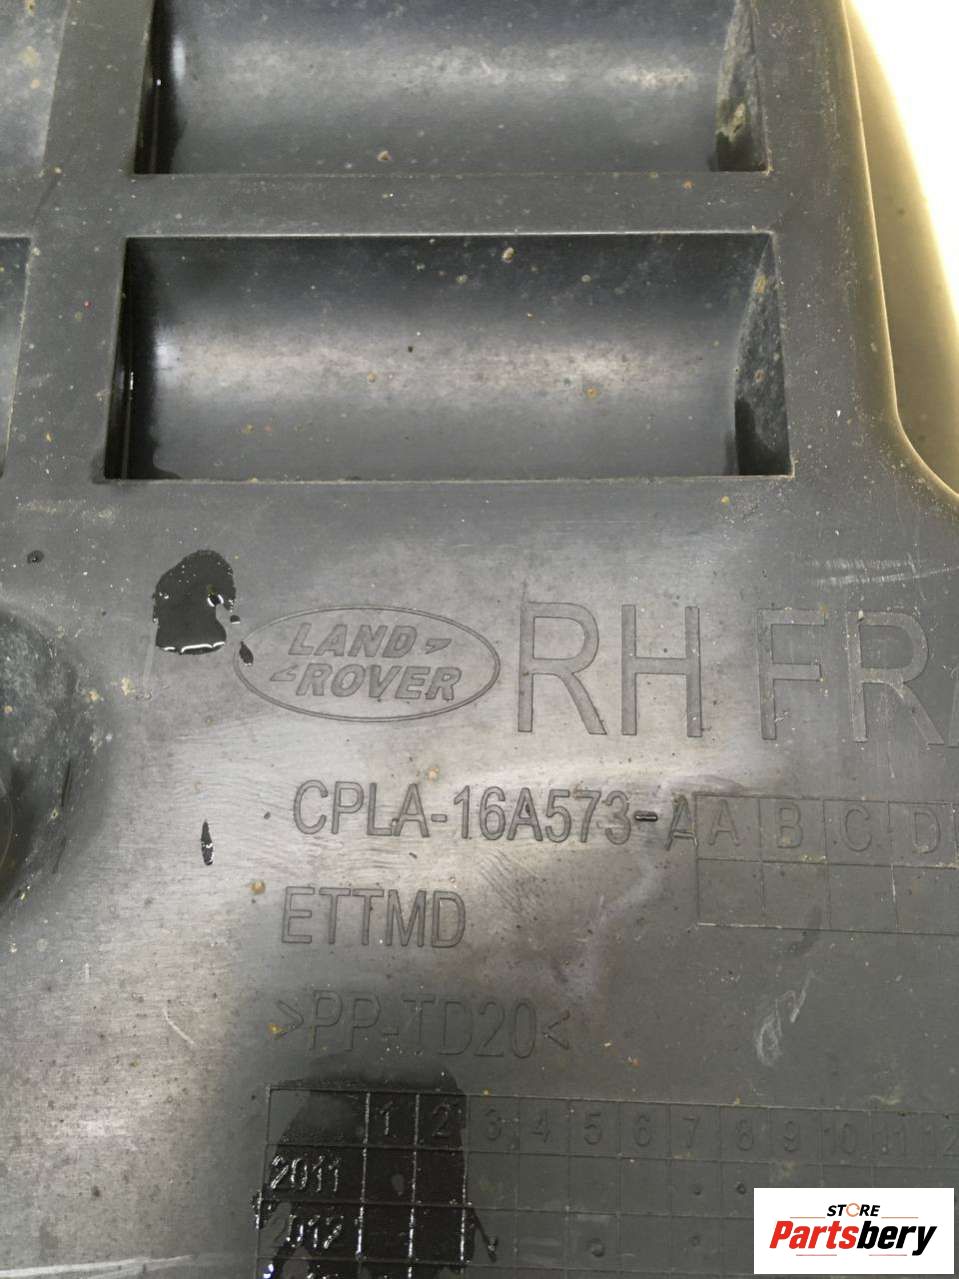 LAND
ROVER
RH FR
CPLA-16A573-A A B C D
ETTMD
>PP-TD20<
1 2 3 4 5 6 7 8 9 10 11 12
2011
2012
STORE
Partsbery